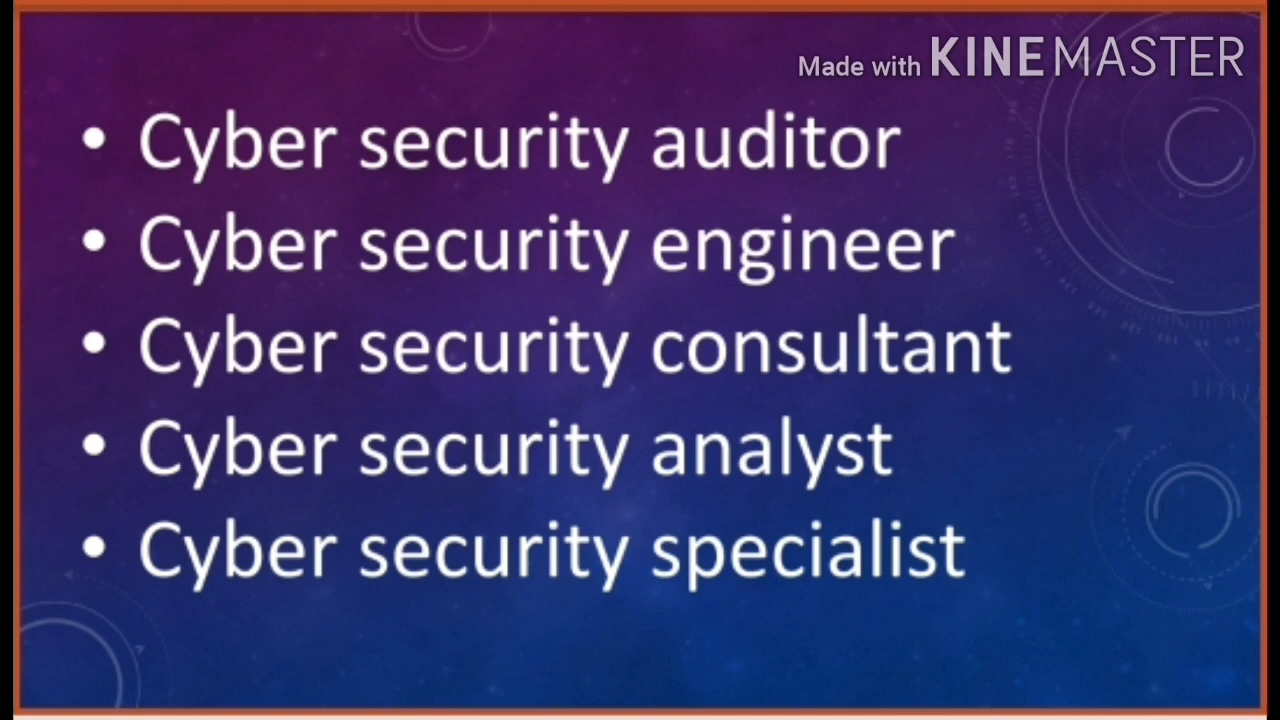 Made with KINEMASTER
• Cyber security auditor
• Cyber security engineer
• Cyber security consultant
• Cyber security analyst
• Cyber security specialist